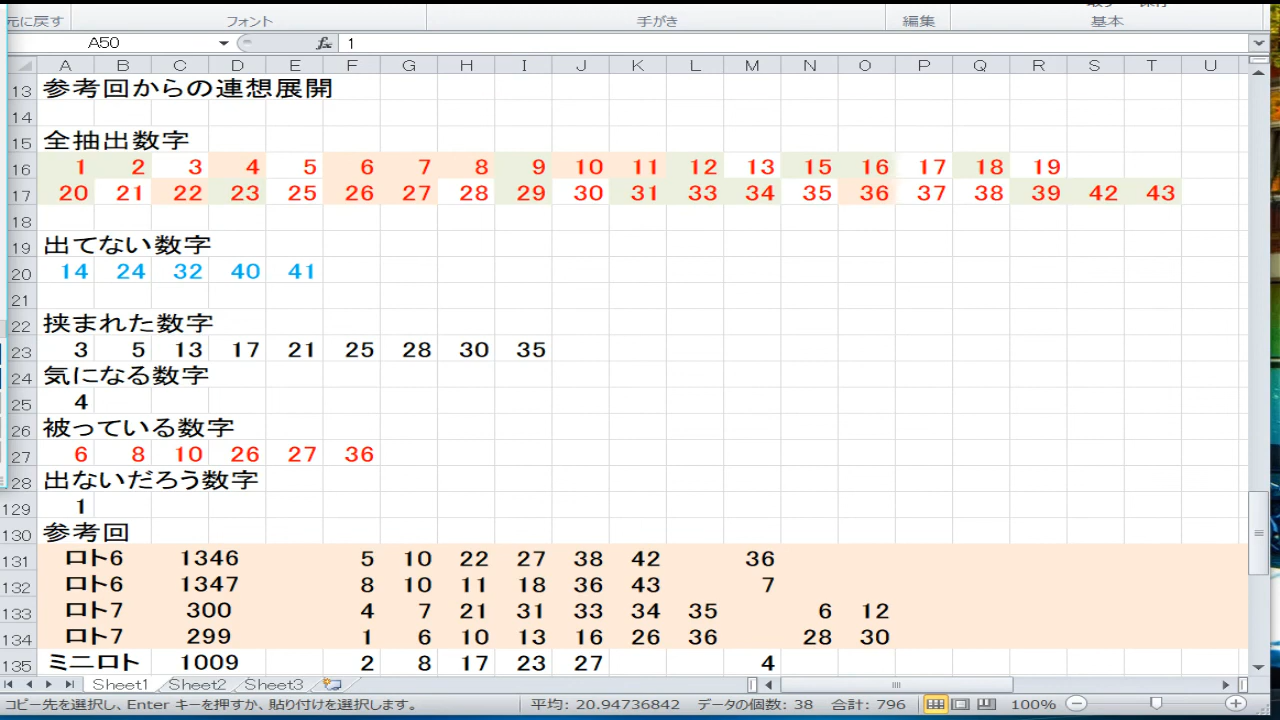 元に戻す フォント 手がき 編集 基本
A50 fx 1
A B C D E F G H I J K L M N O P Q R S T U
13 参考回からの連想展開
14
15 全抽出数字
16 1 2 3 4 5 6 7 8 9 10 11 12 13 15 16 17 18 19
17 20 21 22 23 25 26 27 28 29 30 31 33 34 35 36 37 38 39 42 43
18
19 出てない数字
20 14 24 32 40 41
21
22 挟まれた数字
23 3 5 13 17 21 25 28 30 35
24 気になる数字
25 4
26 被っている数字
27 6 8 10 26 27 36
28 出ないだろう数字
129 1
130 参考回
131 ロト6 1346 5 10 22 27 38 42 36
132 ロト6 1347 8 10 11 18 36 43 7
133 ロト7 300 4 7 21 31 33 34 35 6 12
134 ロト7 299 1 6 10 13 16 26 36 28 30
135 ミニロト 1009 2 8 17 23 27 4
Sheet1 Sheet2 Sheet3
コピー先を選択し、Enter キーを押すか、貼り付けを選択します。 平均: 20.94736842 データの個数: 38 合計: 796 100%